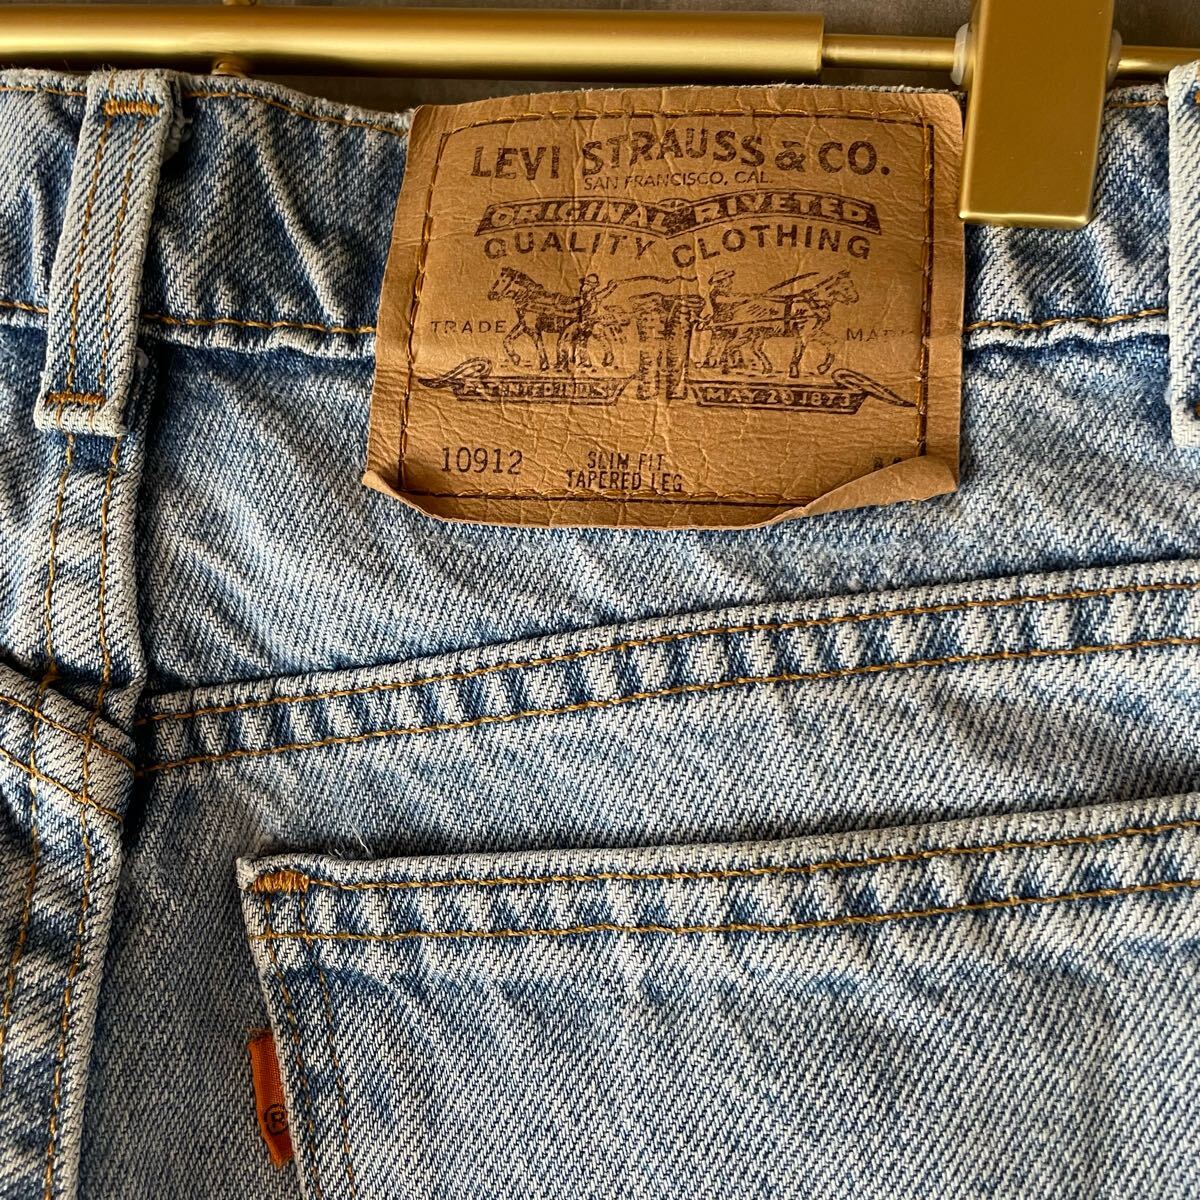 LEVI STRAUSS & CO.
SAN FRANCISCO, CAL.
ORIGINAL RIVETED
QUALITY CLOTHING
TRADE MARK
MAY 20 1873
10912 SLIM FIT
TAPERED LEG
®